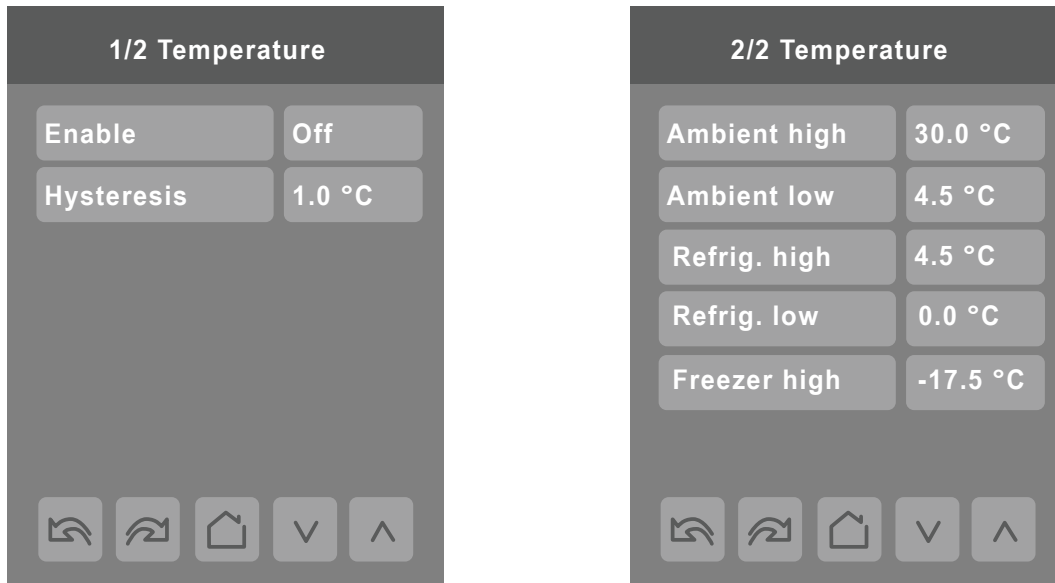 1/2 Temperature
Enable Off
Hysteresis 1.0 °C
2/2 Temperature
Ambient high 30.0 °C
Ambient low 4.5 °C
Refrig. high 4.5 °C
Refrig. low 0.0 °C
Freezer high -17.5 °C